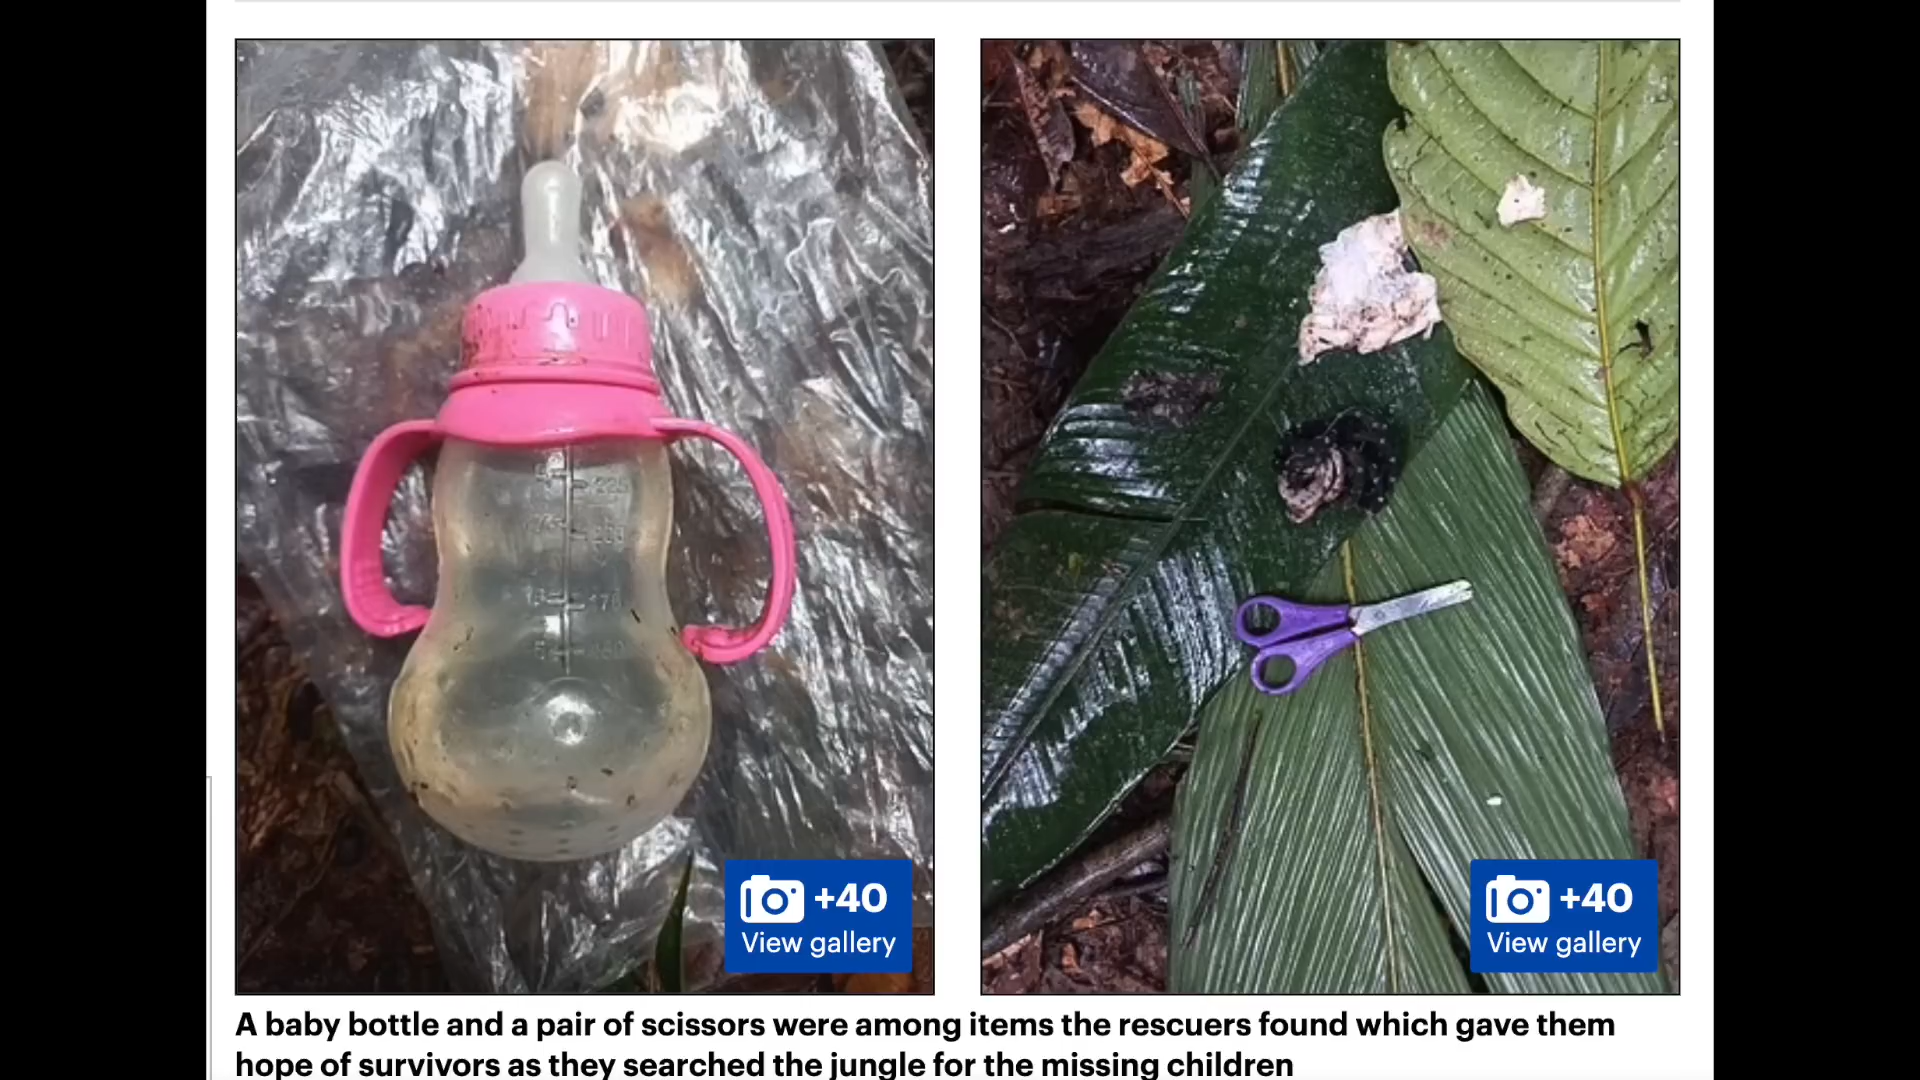 +40
View gallery
+40
View gallery
A baby bottle and a pair of scissors were among items the rescuers found which gave them
hope of survivors as they searched the jungle for the missing children